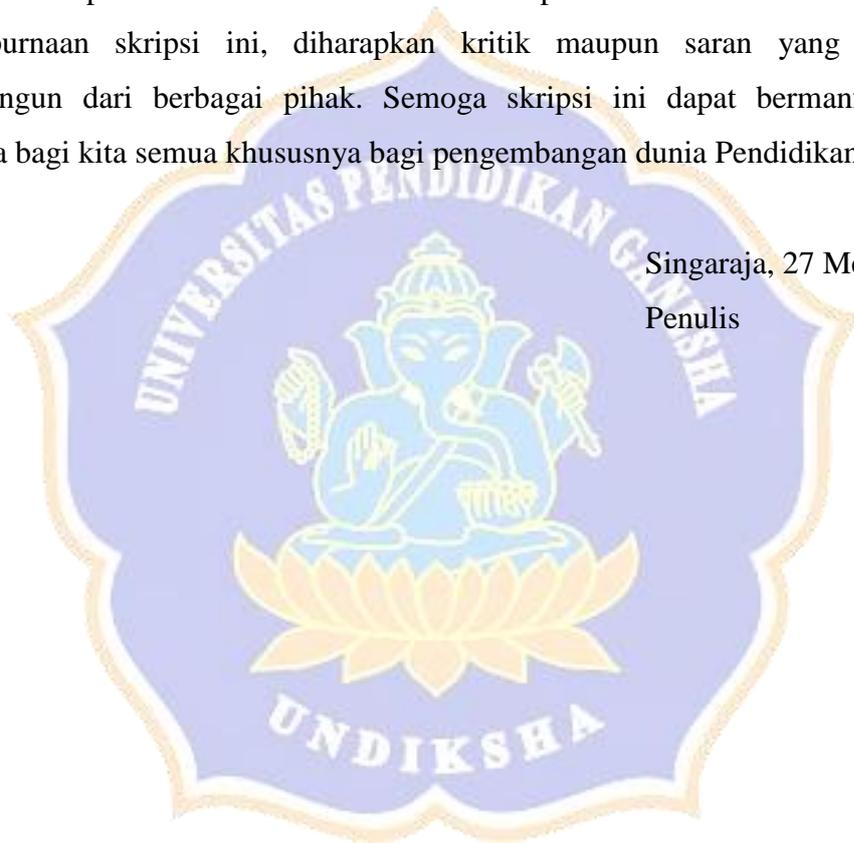 urnaan skripsi ini, diharapkan kritik maupun saran yang
ngun dari berbagai pihak. Semoga skripsi ini dapat berman
a bagi kita semua khususnya bagi pengembangan dunia Pendidikan
UNIVERSITAS PENDIDIKAN GANESHA
Singaraja, 27 M
Penulis
UNDIKSHA